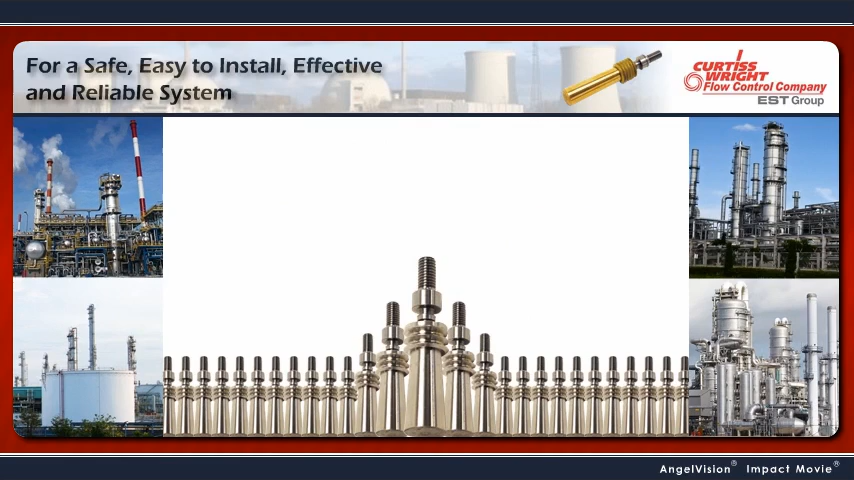 For a Safe, Easy to Install, Effective
and Reliable System
CURTISS
WRIGHT
Flow Control Company
EST Group
AngelVision® Impact Movie®